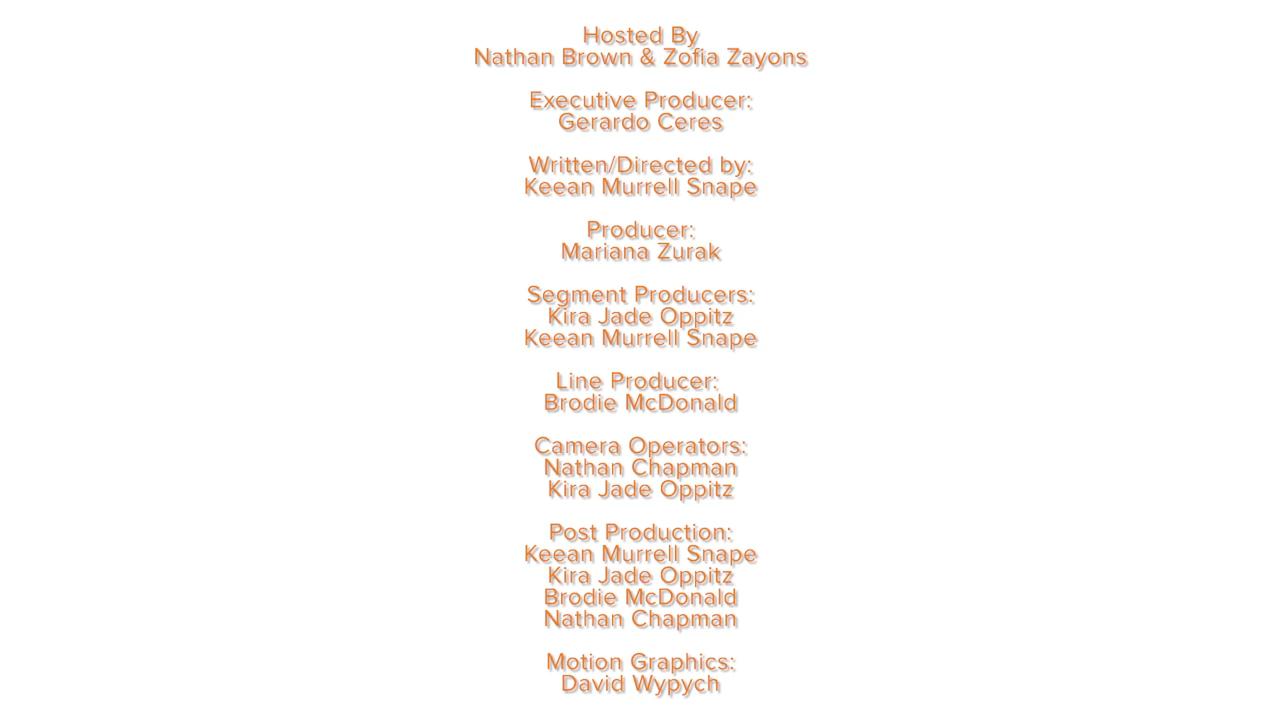 Hosted By
Nathan Brown & Zofia Zayons
Executive Producer:
Gerardo Ceres
Written/Directed by:
Keean Murrell Snape
Producer:
Mariana Zurak
Segment Producers:
Kira Jade Oppitz
Keean Murrell Snape
Line Producer:
Brodie McDonald
Camera Operators:
Nathan Chapman
Kira Jade Oppitz
Post Production:
Keean Murrell Snape
Kira Jade Oppitz
Brodie McDonald
Nathan Chapman
Motion Graphics:
David Wypych